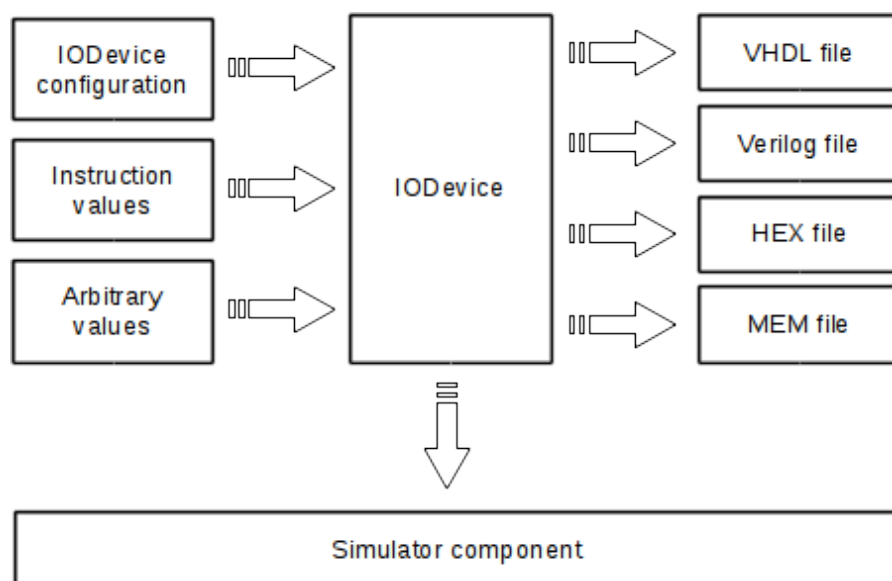 IODevice
configuration
Instruction
values
Arbitrary
values
IODevice
VHDL file
Verilog file
HEX file
MEM file
Simulator component